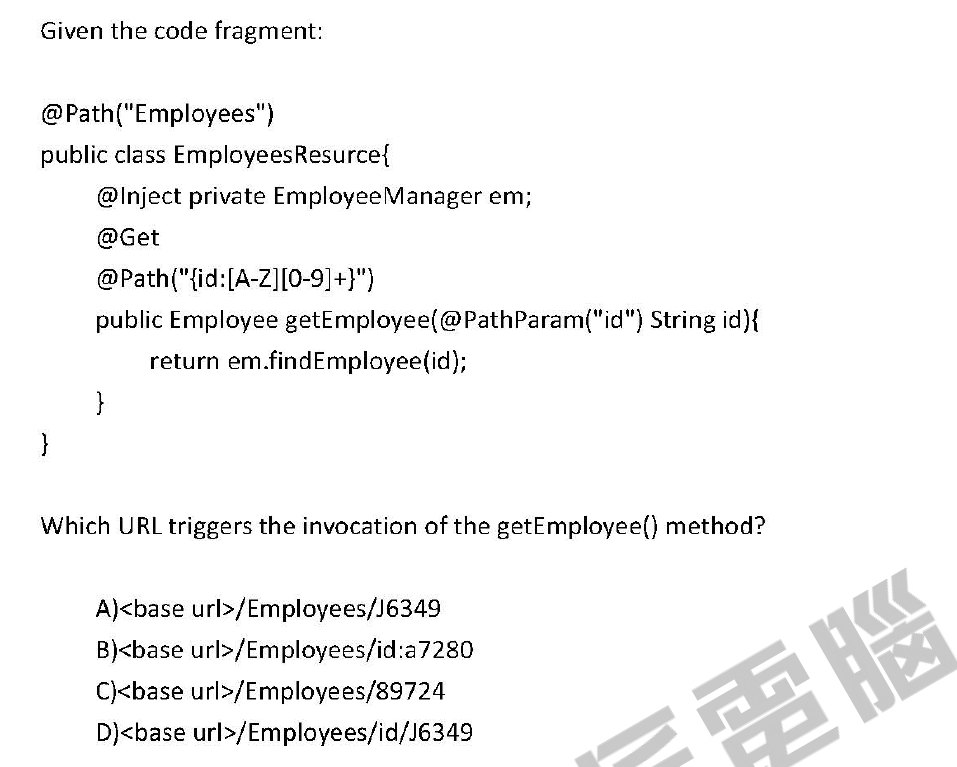 Given the code fragment:
@Path("Employees")
public class EmployeesResurce{
@Inject private EmployeeManager em;
@Get
@Path("{id:[A-Z][0-9]+}")
public Employee getEmployee(@PathParam("id") String id){
return em.findEmployee(id);
}
}
Which URL triggers the invocation of the getEmployee() method?
A)<base url>/Employees/J6349
B)<base url>/Employees/id:a7280
C)<base url>/Employees/89724
D)<base url>/Employees/id/J6349
電腦